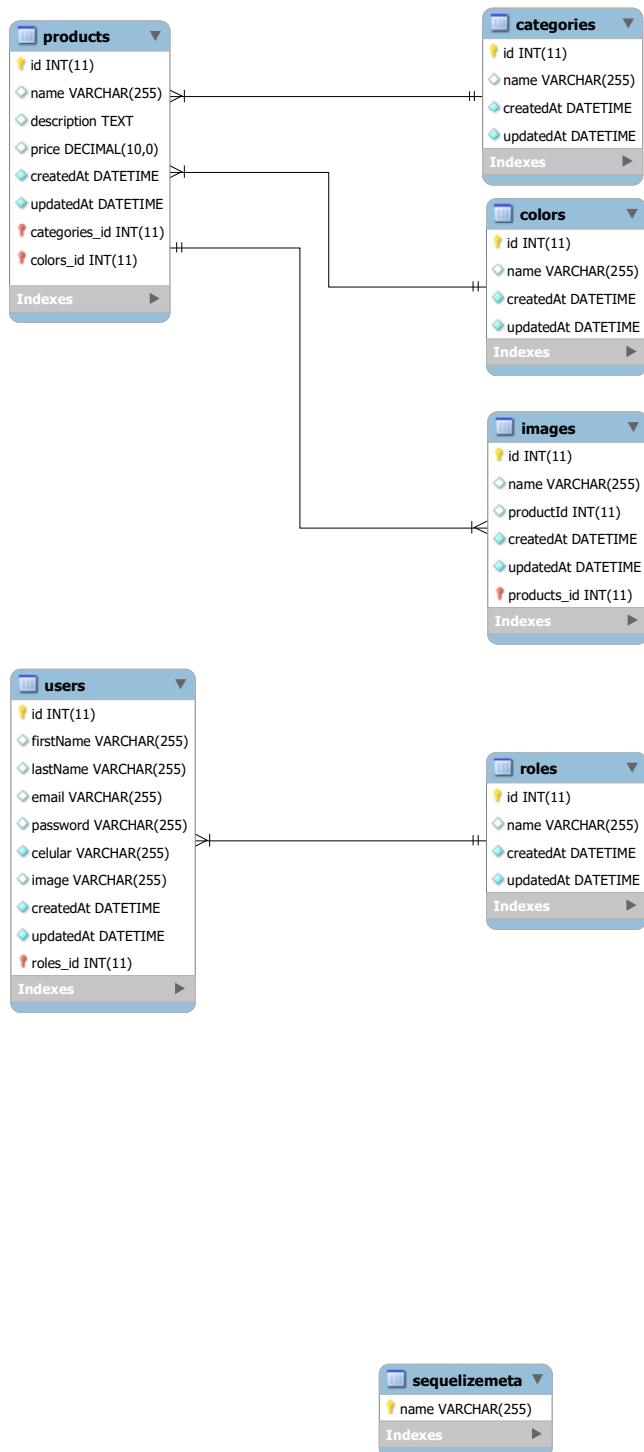 products
id INT(11)
name VARCHAR(255)
description TEXT
price DECIMAL(10,0)
createdAt DATETIME
updatedAt DATETIME
categories_id INT(11)
colors_id INT(11)
Indexes
categories
id INT(11)
name VARCHAR(255)
createdAt DATETIME
updatedAt DATETIME
Indexes
colors
id INT(11)
name VARCHAR(255)
createdAt DATETIME
updatedAt DATETIME
Indexes
images
id INT(11)
name VARCHAR(255)
productId INT(11)
createdAt DATETIME
updatedAt DATETIME
products_id INT(11)
Indexes
users
id INT(11)
firstName VARCHAR(255)
lastName VARCHAR(255)
email VARCHAR(255)
password VARCHAR(255)
celular VARCHAR(255)
image VARCHAR(255)
createdAt DATETIME
updatedAt DATETIME
roles_id INT(11)
Indexes
roles
id INT(11)
name VARCHAR(255)
createdAt DATETIME
updatedAt DATETIME
Indexes
sequelizemeta
name VARCHAR(255)
Indexes